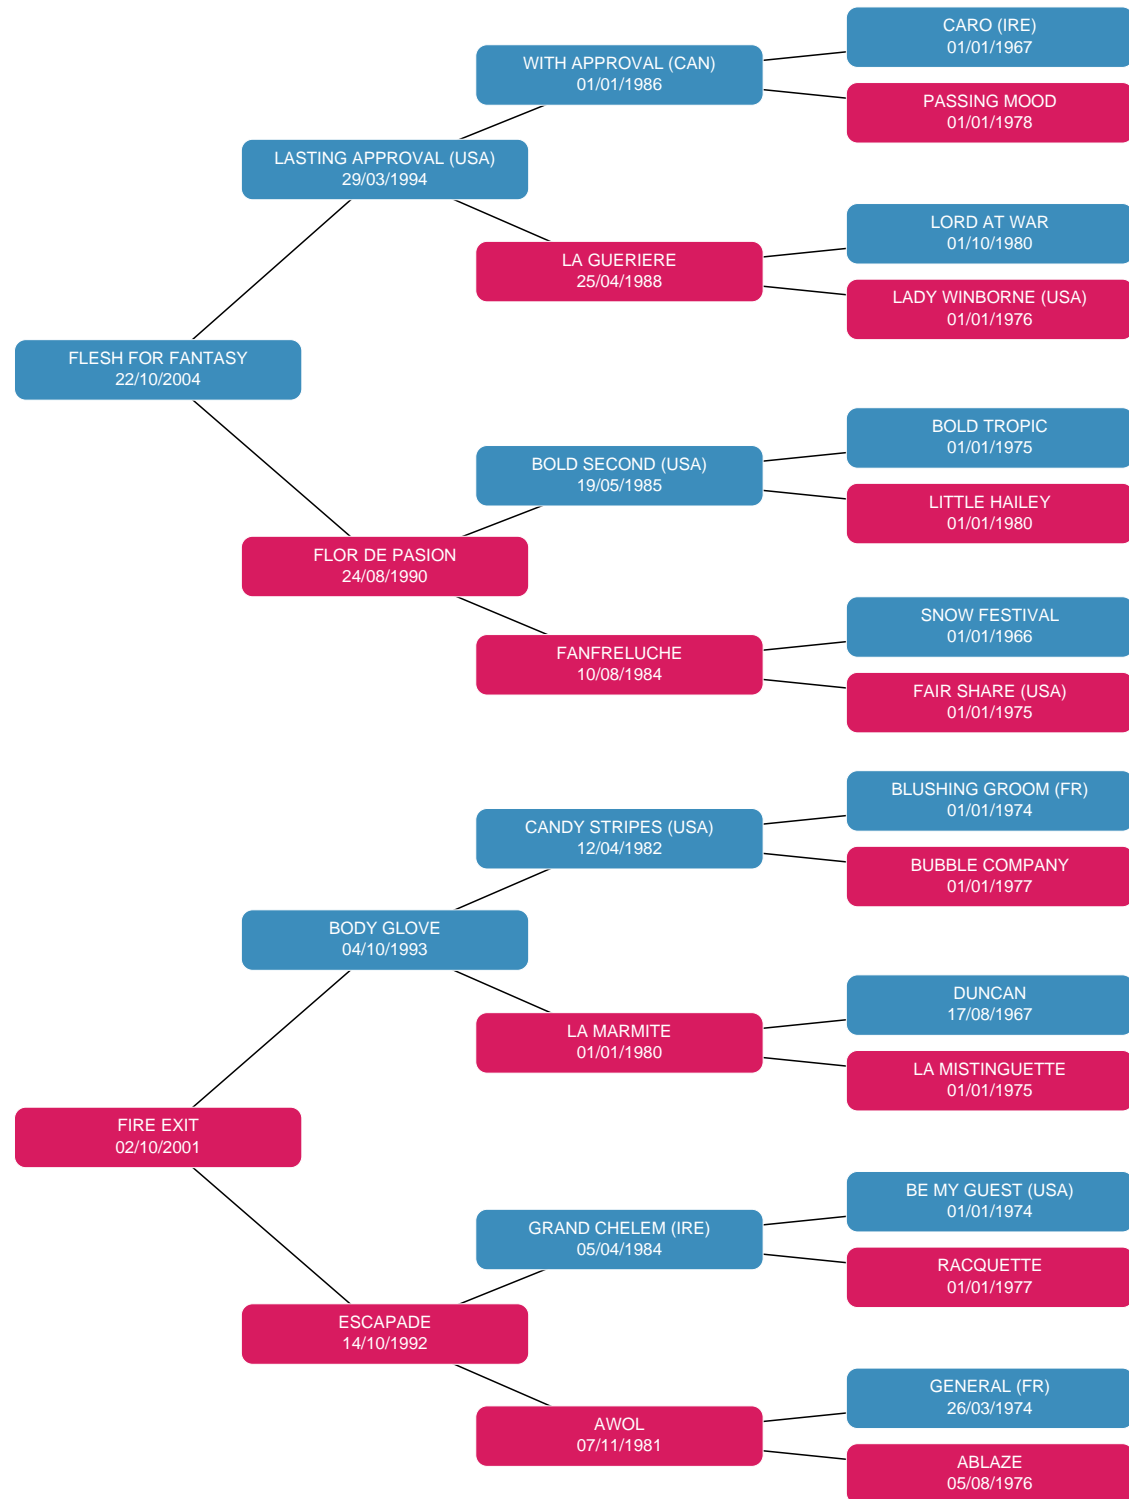 CARO (IRE)
01/01/1967
WITH APPROVAL (CAN)
01/01/1986
PASSING MOOD
01/01/1978
LASTING APPROVAL (USA)
29/03/1994
LORD AT WAR
01/10/1980
LA GUERIERE
25/04/1988
LADY WINBORNE (USA)
01/01/1976
FLESH FOR FANTASY
22/10/2004
BOLD TROPIC
01/01/1975
BOLD SECOND (USA)
19/05/1985
LITTLE HAILEY
01/01/1980
FLOR DE PASION
24/08/1990
SNOW FESTIVAL
01/01/1966
FANFRELUCHE
10/08/1984
FAIR SHARE (USA)
01/01/1975
BLUSHING GROOM (FR)
01/01/1974
CANDY STRIPES (USA)
12/04/1982
BUBBLE COMPANY
01/01/1977
BODY GLOVE
04/10/1993
DUNCAN
17/08/1967
LA MARMITE
01/01/1980
LA MISTINGUETTE
01/01/1975
FIRE EXIT
02/10/2001
BE MY GUEST (USA)
01/01/1974
GRAND CHELEM (IRE)
05/04/1984
RACQUETTE
01/01/1977
ESCAPADE
14/10/1992
GENERAL (FR)
26/03/1974
AWOL
07/11/1981
ABLAZE
05/08/1976